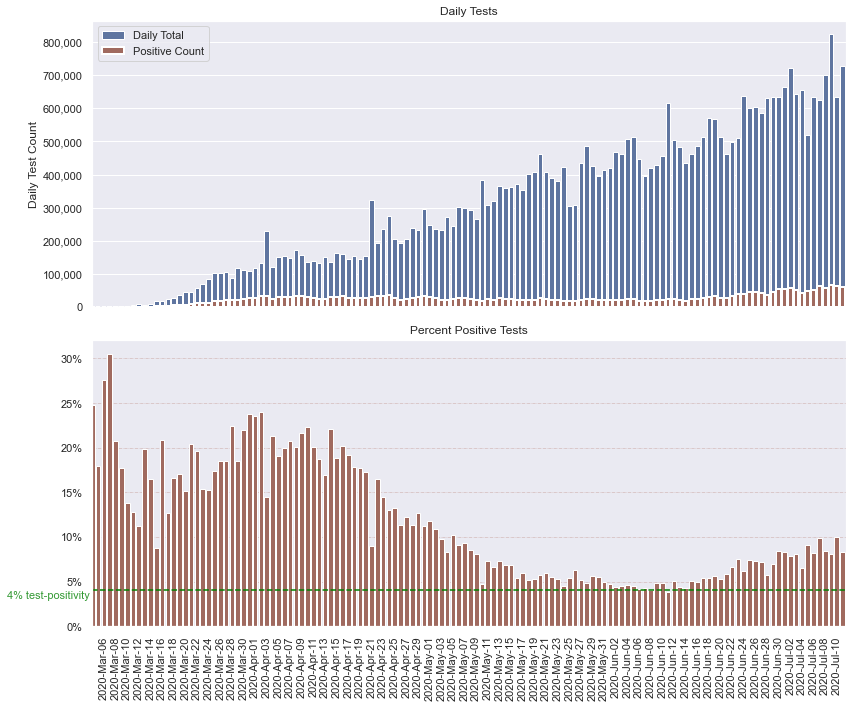 Daily Tests
Daily Total
Positive Count
800,000
700,000
600,000
500,000
400,000
300,000
200,000
100,000
0
Daily Test Count
Percent Positive Tests
30%
25%
20%
15%
10%
5%
4% test-positivity
0%
2020-Mar-06
2020-Mar-08
2020-Mar-10
2020-Mar-12
2020-Mar-14
2020-Mar-16
2020-Mar-18
2020-Mar-20
2020-Mar-22
2020-Mar-24
2020-Mar-26
2020-Mar-28
2020-Mar-30
2020-Apr-01
2020-Apr-03
2020-Apr-05
2020-Apr-07
2020-Apr-09
2020-Apr-11
2020-Apr-13
2020-Apr-15
2020-Apr-17
2020-Apr-19
2020-Apr-21
2020-Apr-23
2020-Apr-25
2020-Apr-27
2020-Apr-29
2020-May-01
2020-May-03
2020-May-05
2020-May-07
2020-May-09
2020-May-11
2020-May-13
2020-May-15
2020-May-17
2020-May-19
2020-May-21
2020-May-23
2020-May-25
2020-May-27
2020-May-29
2020-May-31
2020-Jun-02
2020-Jun-04
2020-Jun-06
2020-Jun-08
2020-Jun-10
2020-Jun-12
2020-Jun-14
2020-Jun-16
2020-Jun-18
2020-Jun-20
2020-Jun-22
2020-Jun-24
2020-Jun-26
2020-Jun-28
2020-Jun-30
2020-Jul-02
2020-Jul-04
2020-Jul-06
2020-Jul-08
2020-Jul-10